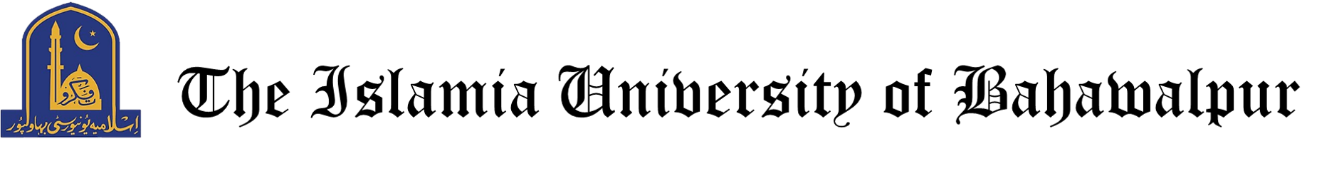 The Islamia University of Bahawalpur
اسلامیہ یونیورسٹی بہاولپور